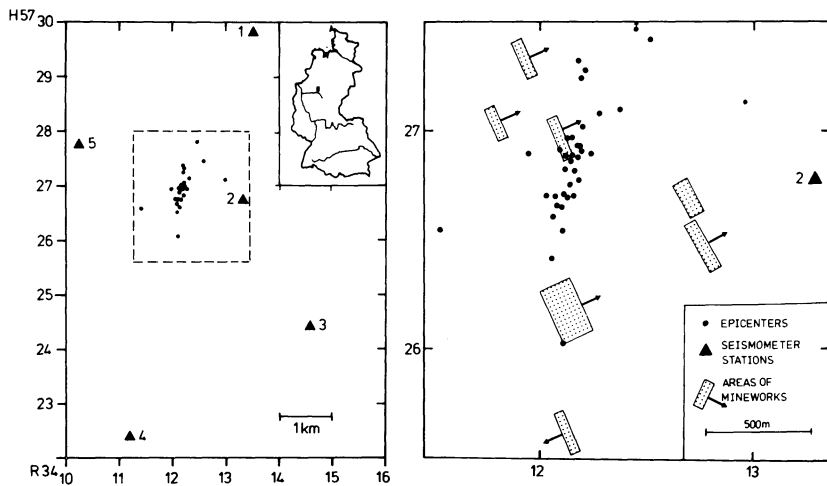 H57
30
29
28
27
26
25
24
23
22
R34
10
11
12
13
14
15
16
1
5
2
3
4
1km
27
26
12
13
2
EPICENTERS
SEISMOMETER
STATIONS
AREAS OF
MINEWORKS
500m